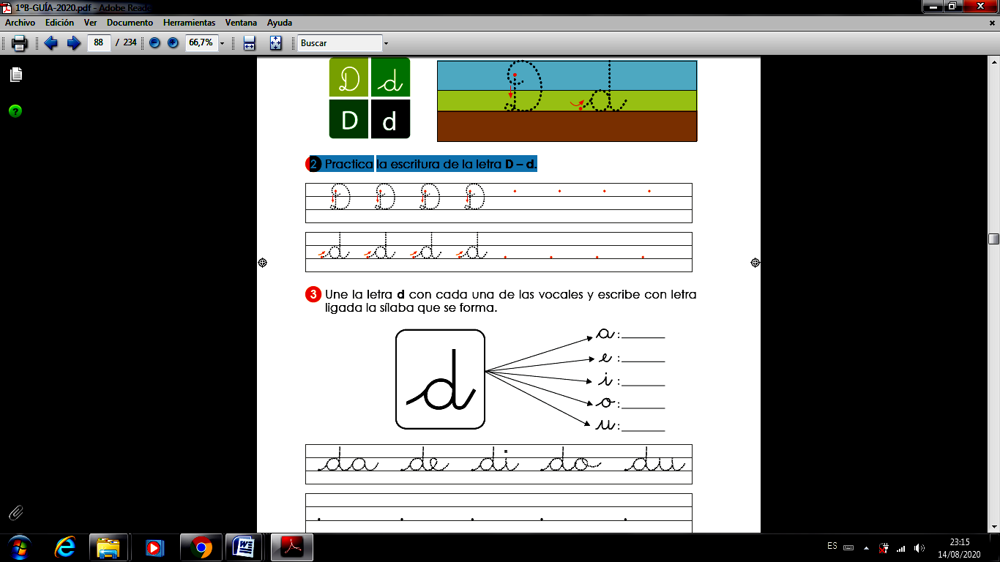 1ºB-GUÍA-2020.pdf - Adobe Reade
Archivo Edición Ver Documento Herramientas Ventana Ayuda
88 / 234 66,7% Buscar
D d
D d
D d
2 Practica la escritura de la letra D – d.
D D D D
d d d d
3 Une la letra d con cada una de las vocales y escribe con letra
ligada la sílaba que se forma.
d
a :
e :
i :
o :
u :
da de di do du
ES
23:15
14/08/2020